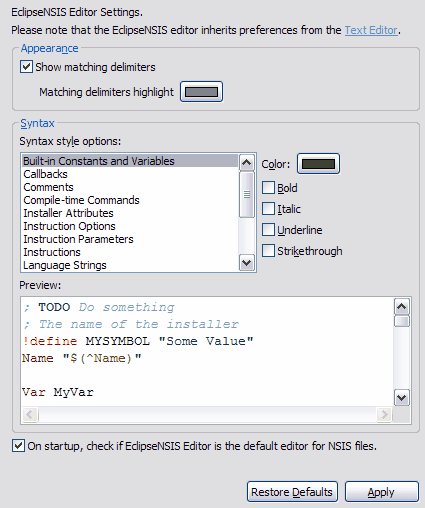 EclipseNSIS Editor Settings.
Please note that the EclipseNSIS editor inherits preferences from the Text Editor.
Appearance
Show matching delimiters
Matching delimiters highlight
Syntax
Syntax style options:
Built-in Constants and Variables
Callbacks
Comments
Compile-time Commands
Installer Attributes
Instruction Options
Instruction Parameters
Instructions
Language Strings
Color:
Bold
Italic
Underline
Strikethrough
Preview:
; TODO Do something
; The name of the installer
!define MYSYMBOL "Some Value"
Name "$(^Name)"
Var MyVar
On startup, check if EclipseNSIS Editor is the default editor for NSIS files.
Restore Defaults
Apply